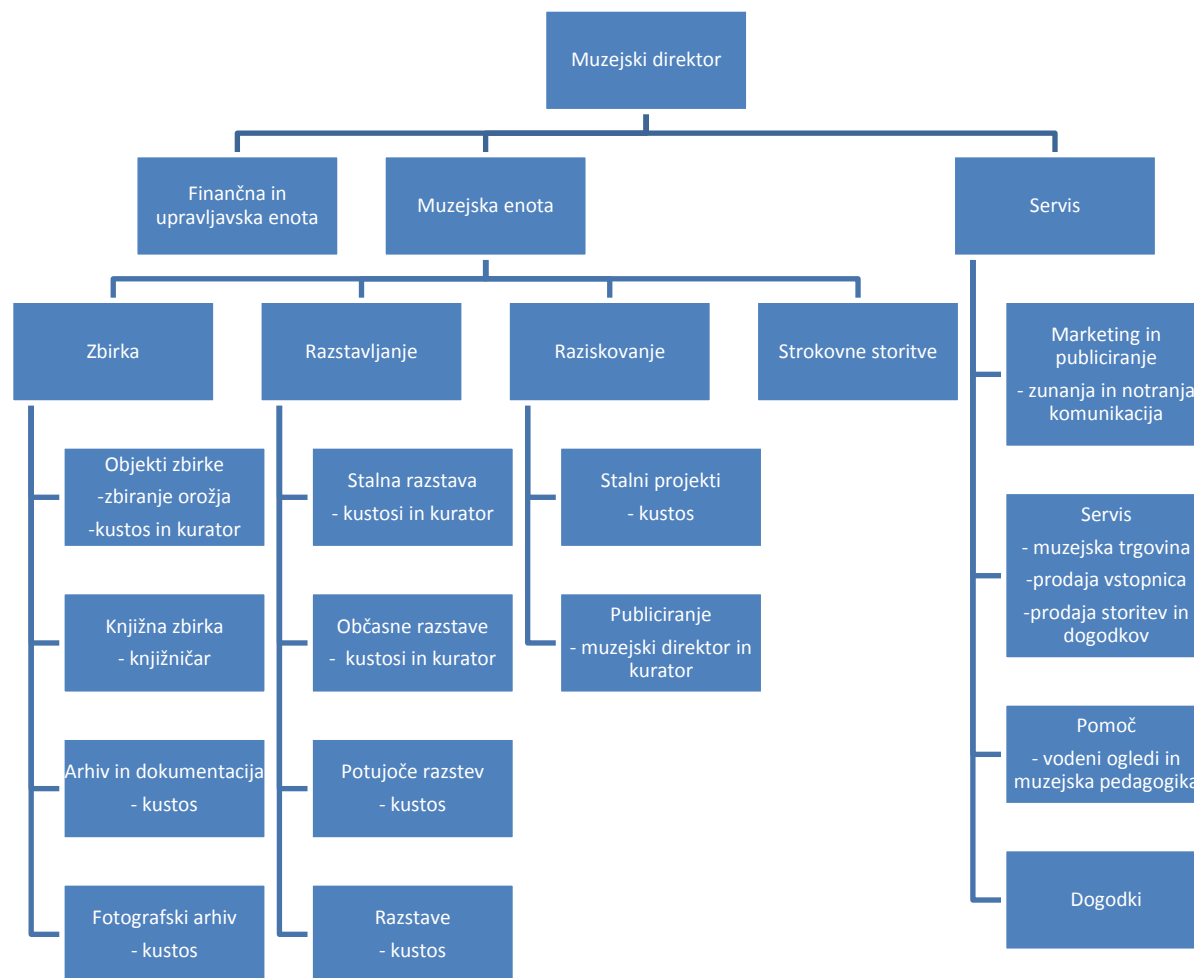 Muzejski direktor
Finančna in
upravljavska enota
Muzejska enota
Servis
Zbirka
Razstavljanje
Raziskovanje
Strokovne storitve
Objekti zbirke
-zbiranje orožja
-kustos in kurator
Knjižna zbirka
- knjižničar
Arhiv in dokumentacija
- kustos
Fotografski arhiv
- kustos
Stalna razstava
- kustosi in kurator
Občasne razstave
- kustosi in kurator
Potujoče razstev
- kustos
Razstave
- kustos
Stalni projekti
- kustos
Publiciranje
- muzejski direktor in
kurator
Marketing in
publiciranje
- zunanja in notranja
komunikacija
Servis
- muzejska trgovina
-prodaja vstopnica
-prodaja storitev in
dogodkov
Pomoč
- vodeni ogledi in
muzejska pedagogika
Dogodki